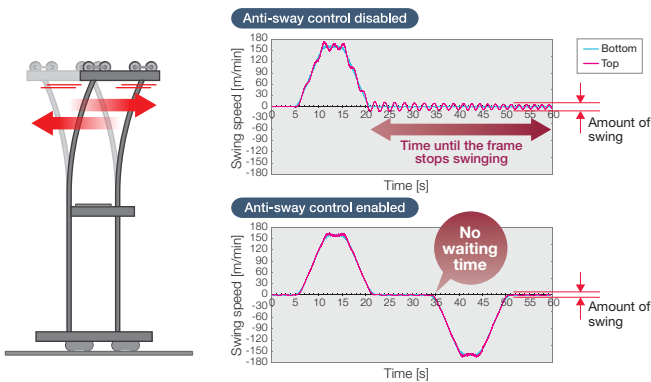 Anti-sway control disabled
Swing speed [m/min]
180
150
120
90
60
30
0
-30
-60
-90
-120
-150
-180
5 10 15 20 25 30 35 40 45 50 55 60
Time until the frame
stops swinging
Time [s]
Bottom
Top
Amount of
swing
Anti-sway control enabled
Swing speed [m/min]
180
150
120
90
60
30
0
-30
-60
-90
-120
-150
-180
5 10 15 20 25 30 35 40 45 50 55 60
No
waiting
time
Time [s]
Amount of
swing